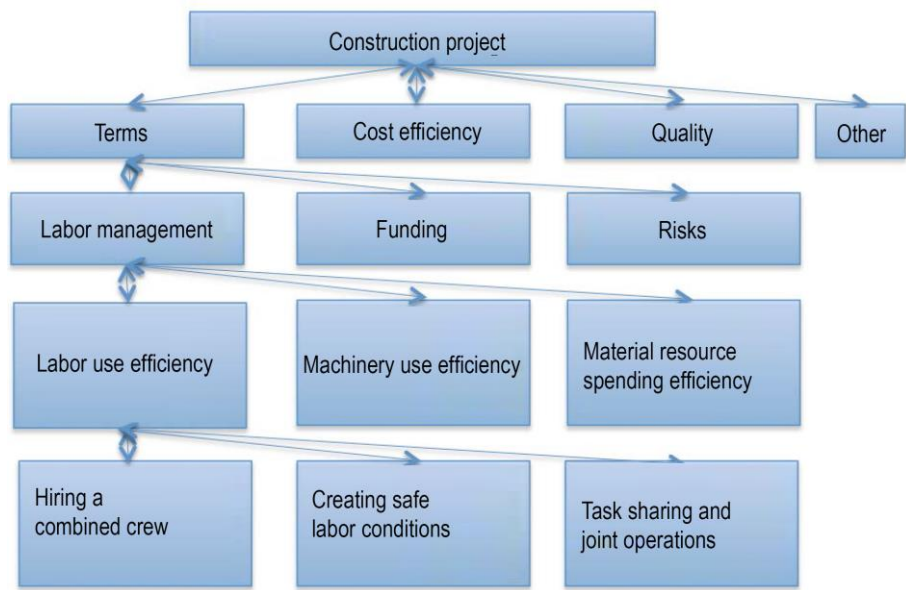 Construction project
Terms
Cost efficiency
Quality
Other
Labor management
Funding
Risks
Labor use efficiency
Machinery use efficiency
Material resource
spending efficiency
Hiring a
combined crew
Creating safe
labor conditions
Task sharing and
joint operations